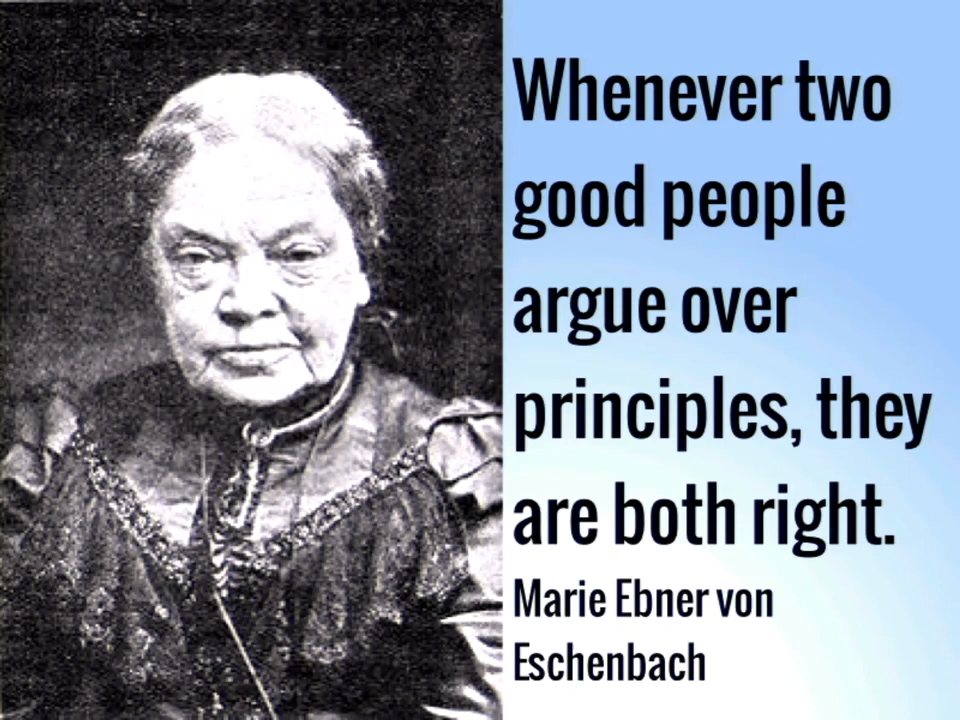 Whenever two
good people
argue over
principles, they
are both right.
Marie Ebner von
Eschenbach